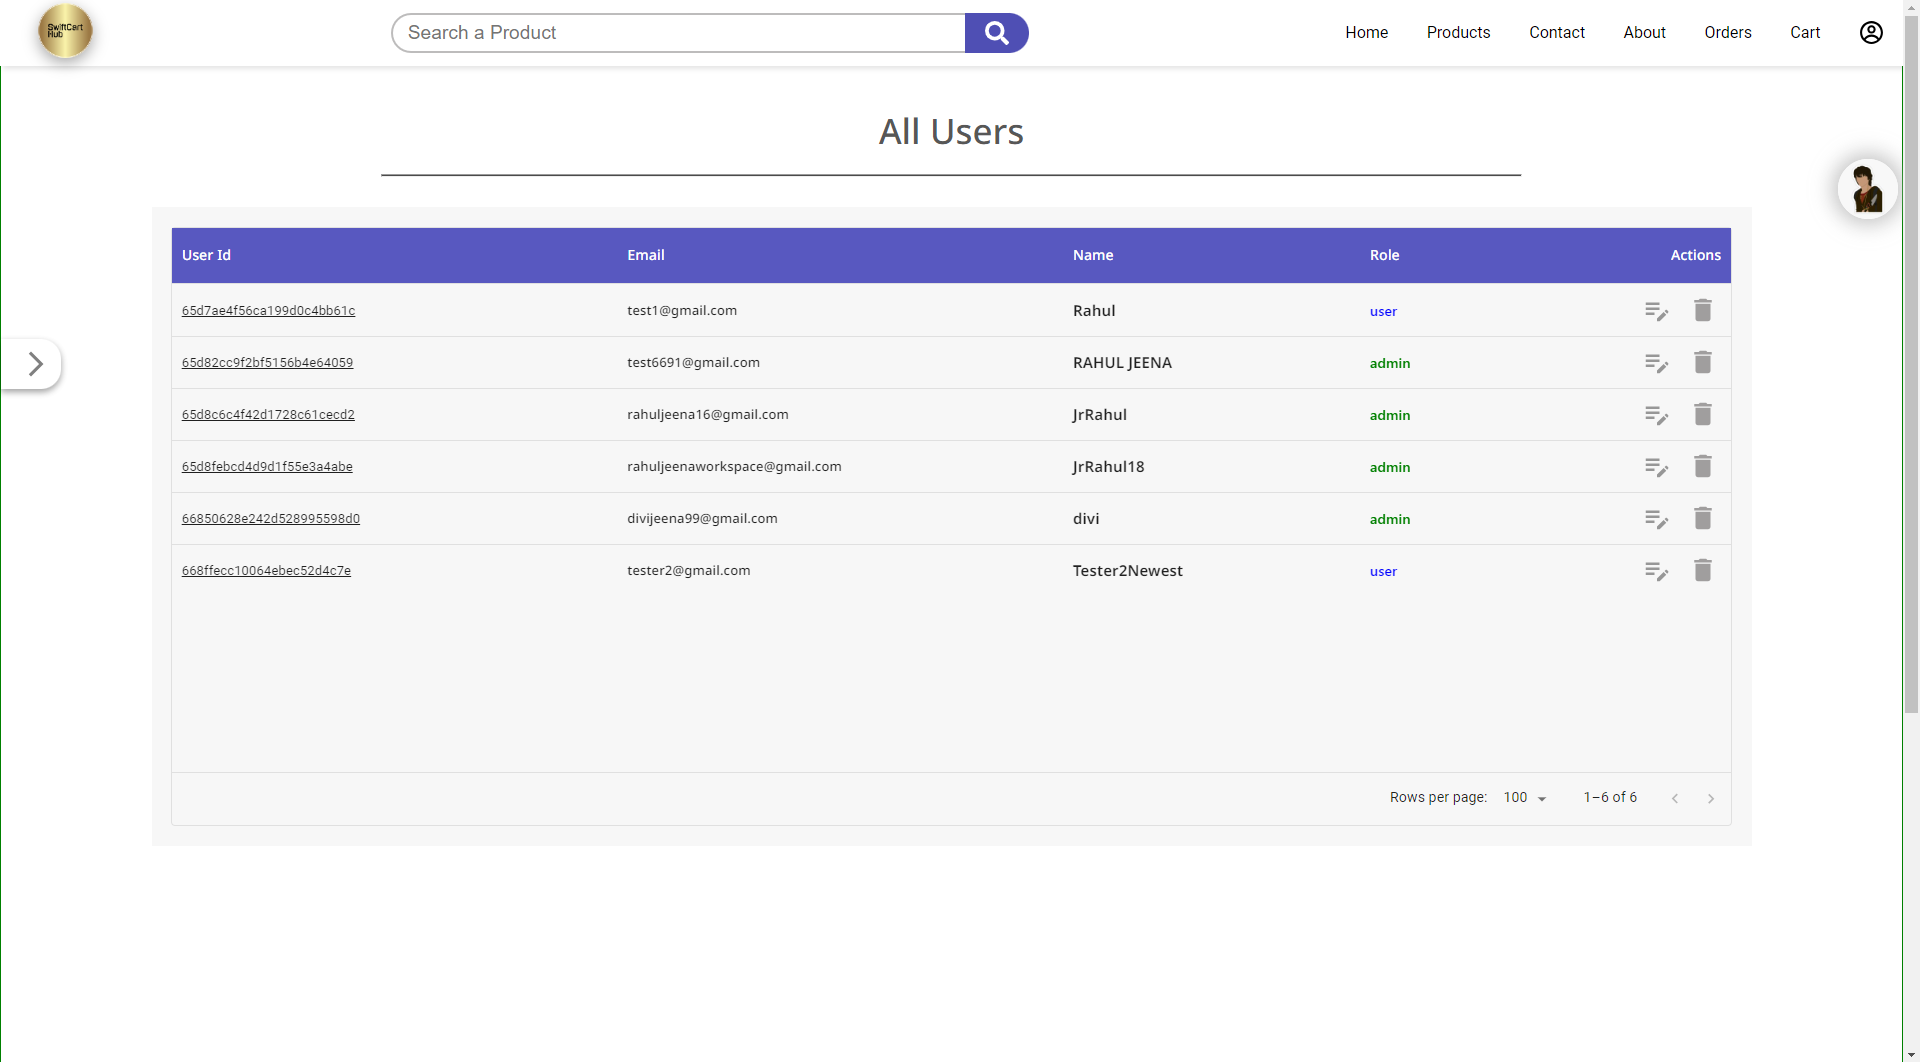 SwiftCert
Hub
Search a Product
Home Products Contact About Orders Cart
All Users
User Id Email Name Role Actions
65d7ae4f56ca199d0c4bb61c test1@gmail.com Rahul user
65d82cc9f2bf5156b4e64059 test6691@gmail.com RAHUL JEENA admin
65d8c6c4f42d1728c61cecd2 rahuljeena16@gmail.com JrRahul admin
65d8febcd4d9d1f55e3a4abe rahuljeenaworkspace@gmail.com JrRahul18 admin
66850628e242d528995598d0 divijeena99@gmail.com divi admin
668ffecc10064ebec52d4c7e tester2@gmail.com Tester2Newest user
Rows per page: 100 1–6 of 6